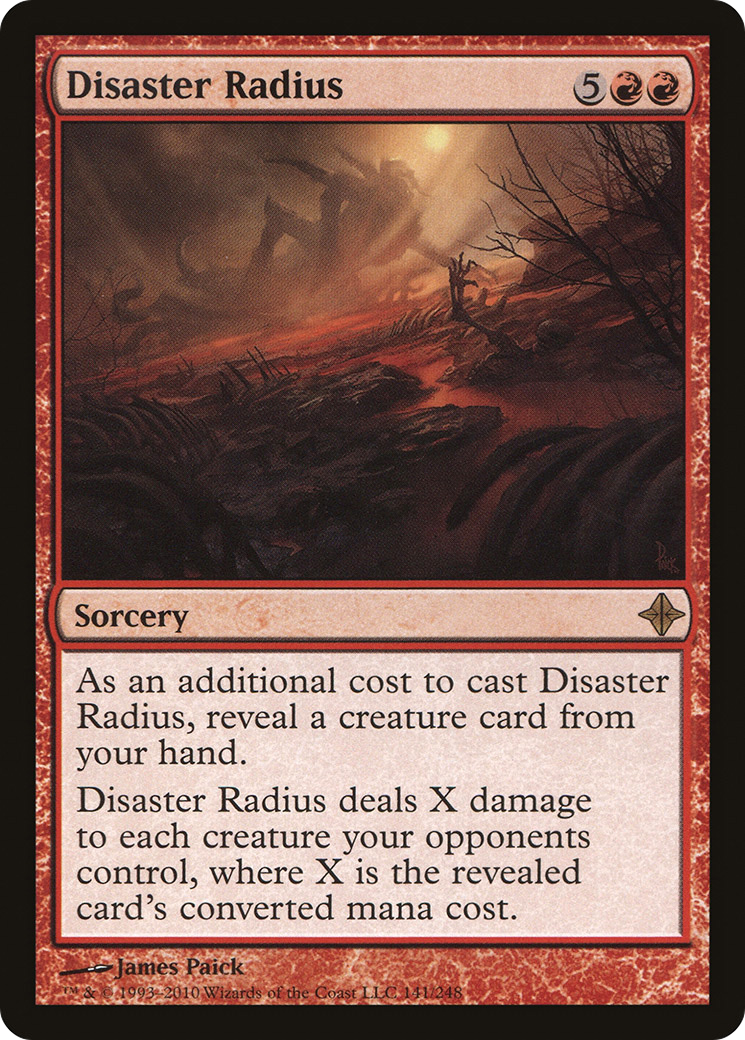 Disaster Radius 5
Paick
Sorcery
As an additional cost to cast Disaster
Radius, reveal a creature card from
your hand.
Disaster Radius deals X damage
to each creature your opponents
control, where X is the revealed
card's converted mana cost.
James Paick
™ & © 1993–2010 Wizards of the Coast LLC 141/248